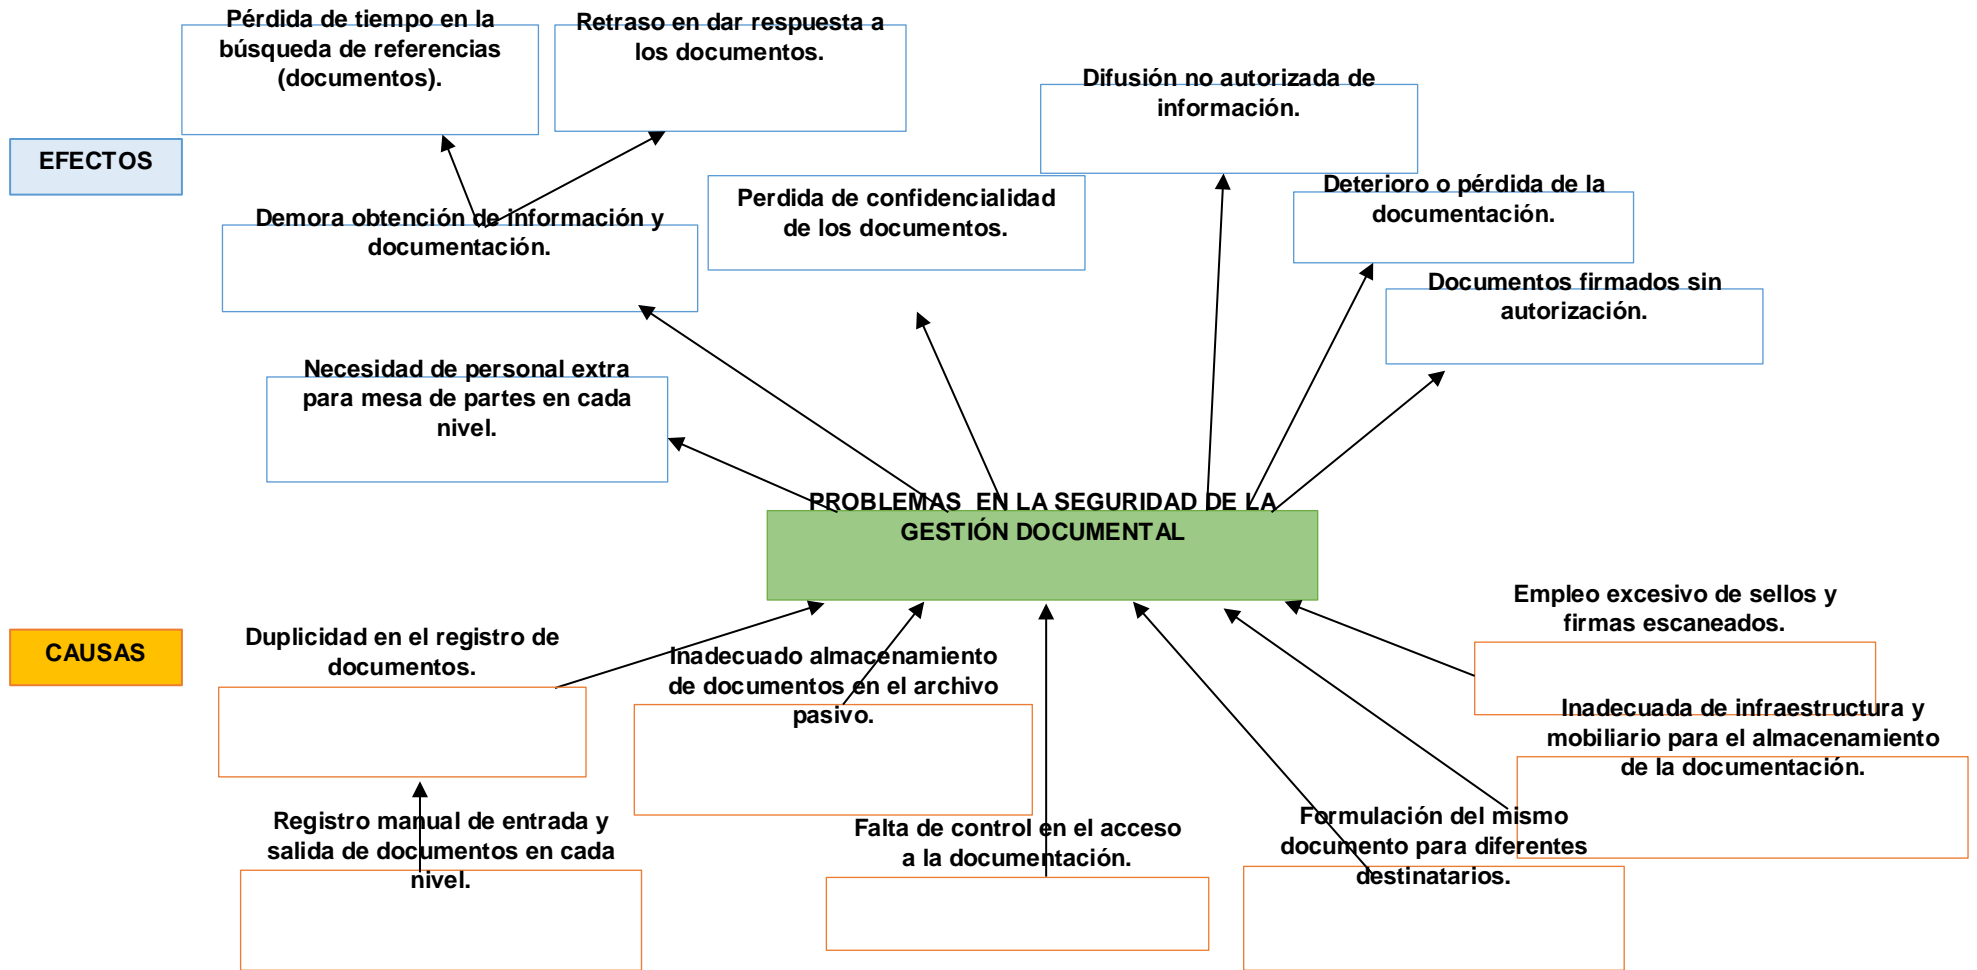 Pérdida de tiempo en la
búsqueda de referencias
(documentos).
Retraso en dar respuesta a
los documentos.
Difusión no autorizada de
información.
EFECTOS
Demora obtención de información y
documentación.
Perdida de confidencialidad
de los documentos.
Deterioro o pérdida de la
documentación.
Documentos firmados sin
autorización.
Necesidad de personal extra
para mesa de partes en cada
nivel.
PROBLEMAS  EN LA SEGURIDAD DE LA
GESTIÓN DOCUMENTAL
CAUSAS
Duplicidad en el registro de
documentos.
Inadecuado almacenamiento
de documentos en el archivo
pasivo.
Empleo excesivo de sellos y
firmas escaneados.
Inadecuada de infraestructura y
mobiliario para el almacenamiento
de la documentación.
Registro manual de entrada y
salida de documentos en cada
nivel.
Falta de control en el acceso
a la documentación.
Formulación del mismo
documento para diferentes
destinatarios.